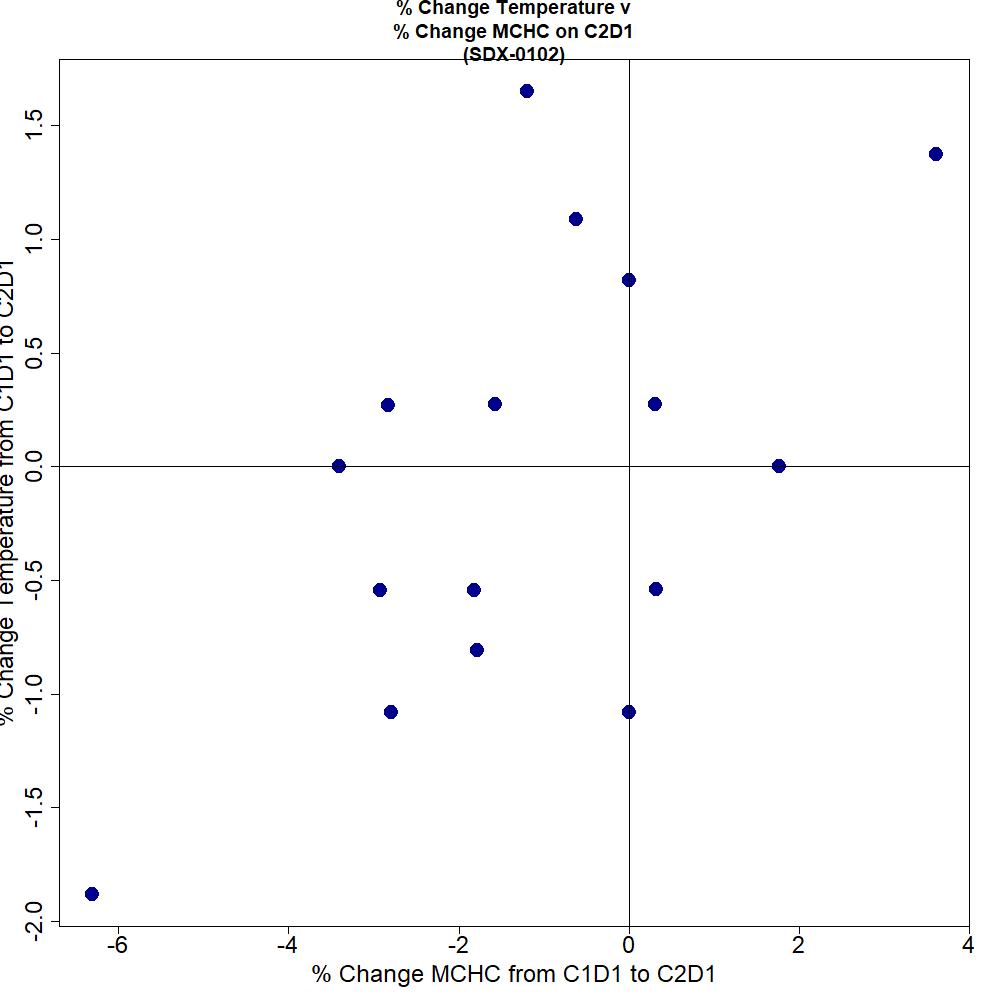 % Change Temperature v
% Change MCHC on C2D1
(SDX-0102)
% Change Temperature from C1D1 to C2D1
1.5
1.0
0.5
0.0
-0.5
-1.0
-1.5
-2.0
-6
-4
-2
0
2
4
% Change MCHC from C1D1 to C2D1